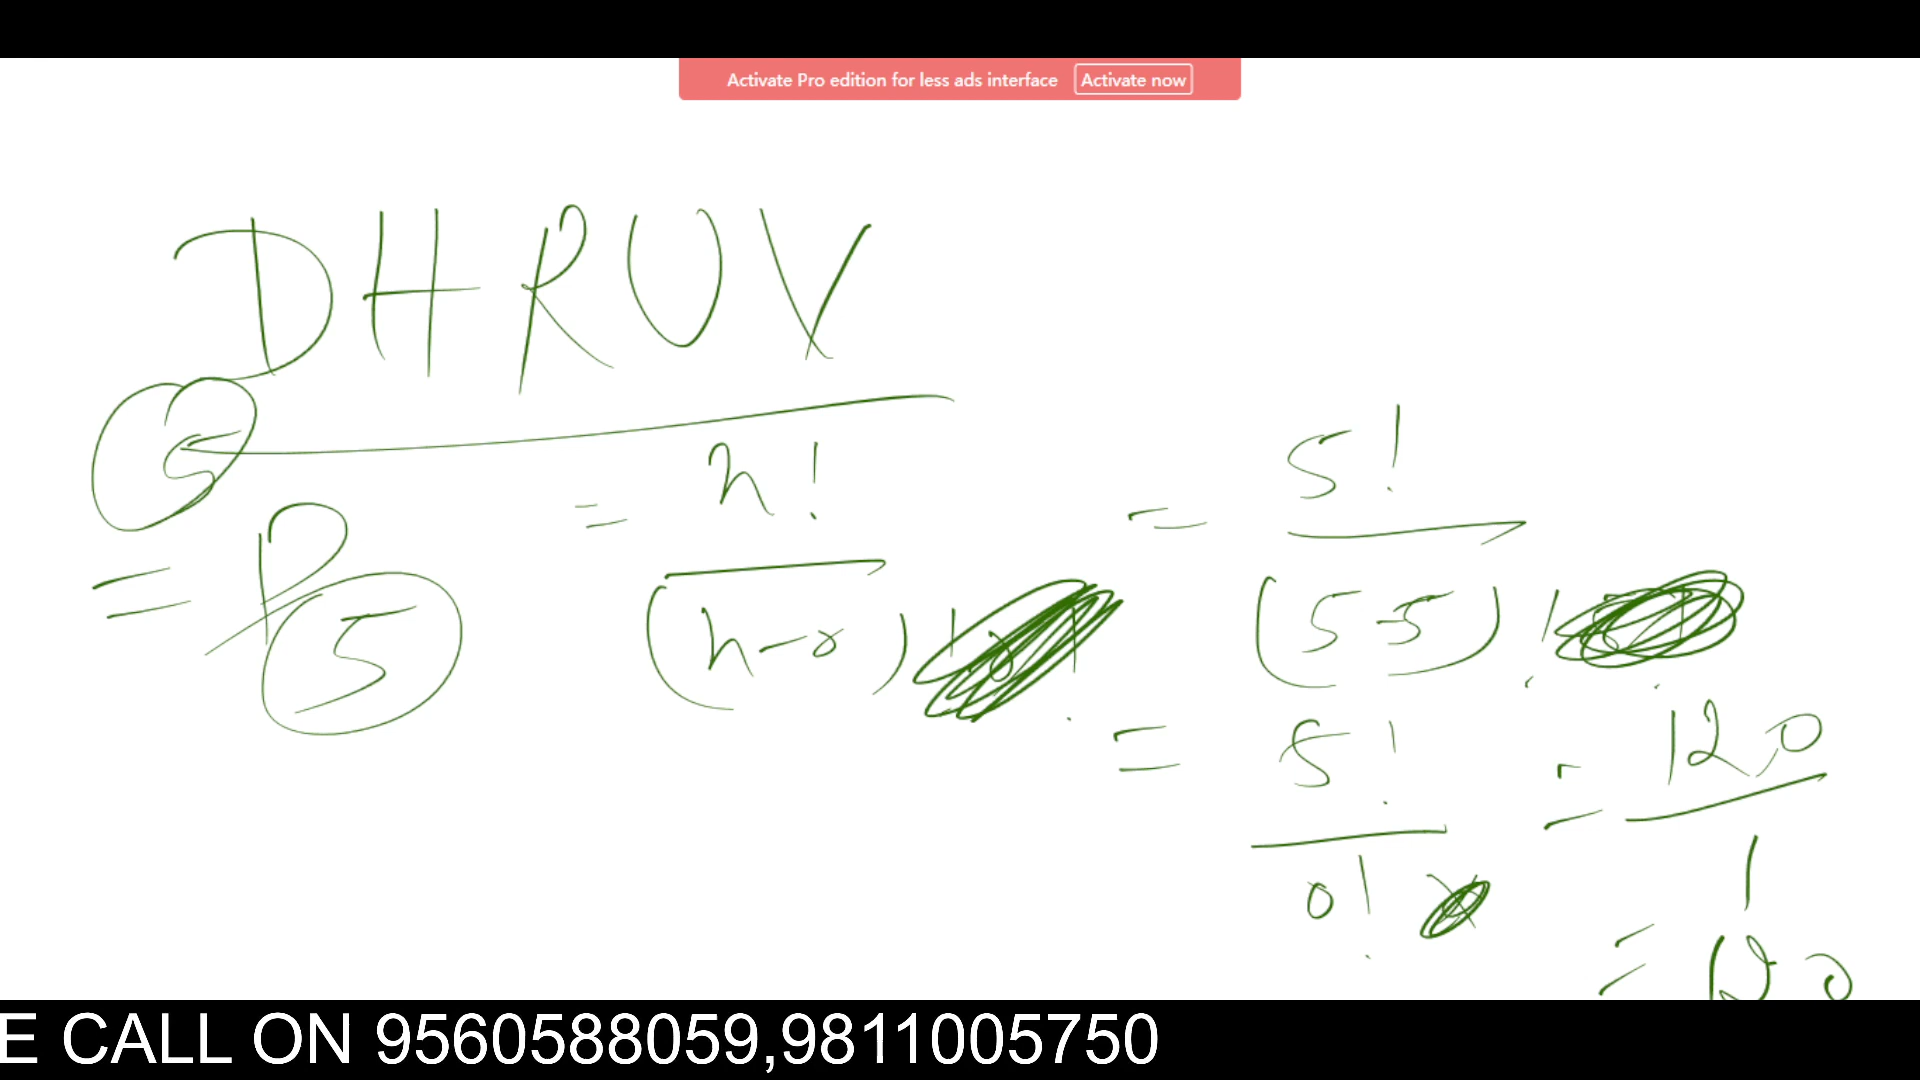 Activate Pro edition for less ads interface Activate now
DHRUV
5
= P 5 = n! / (n-r)! = 5! / (5-5)!
= 5! / 0! = 120 / 1
= 120
E CALL ON 9560588059,9811005750